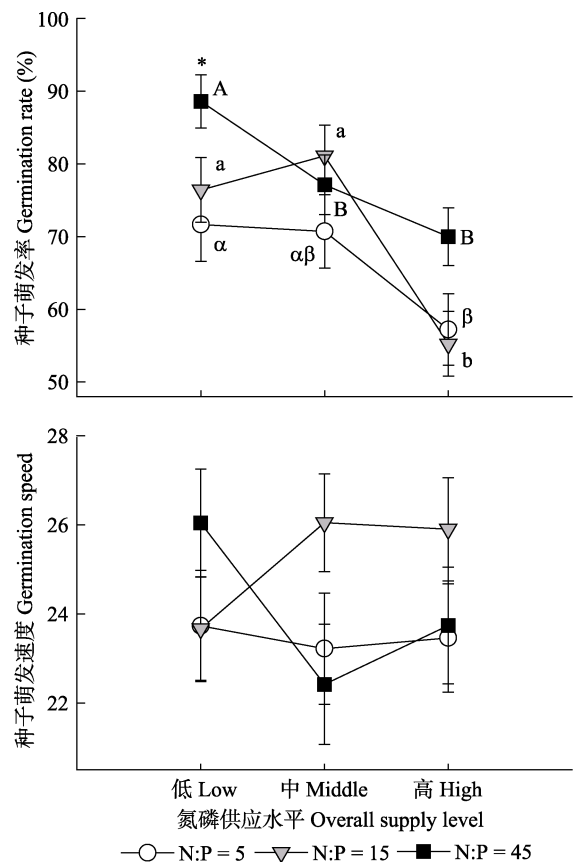 种子萌发率 Germination rate (%)
100
90
80
70
60
50
*
A
a
α
a
B
αβ
B
β
b
种子萌发速度 Germination speed
28
26
24
22
低 Low 中 Middle 高 High
氮磷供应水平 Overall supply level
N:P = 5 N:P = 15 N:P = 45